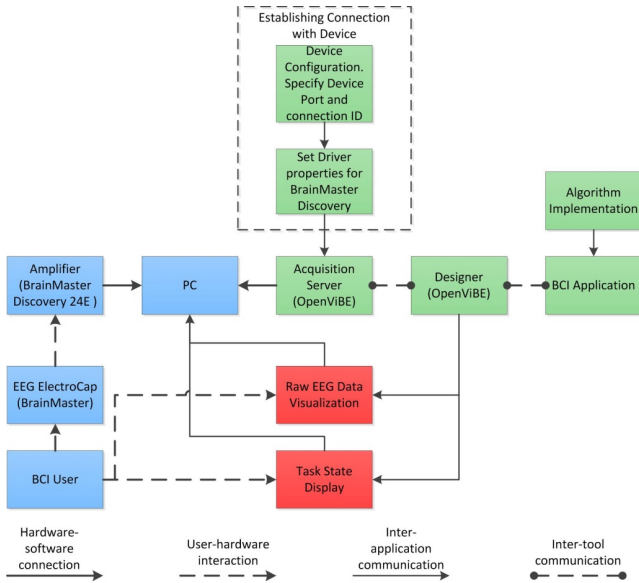 Establishing Connection
with Device
Device
Configuration.
Specify Device
Port and
connection ID
Set Driver
properties for
BrainMaster
Discovery
Algorithm
Implementation
Amplifier
(BrainMaster
Discovery 24E )
PC
Acquisition
Server
(OpenViBE)
Designer
(OpenViBE)
BCI Application
EEG ElectroCap
(BrainMaster)
Raw EEG Data
Visualization
BCI User
Task State
Display
Hardware-
software
connection
User-hardware
interaction
Inter-
application
communication
Inter-tool
communication